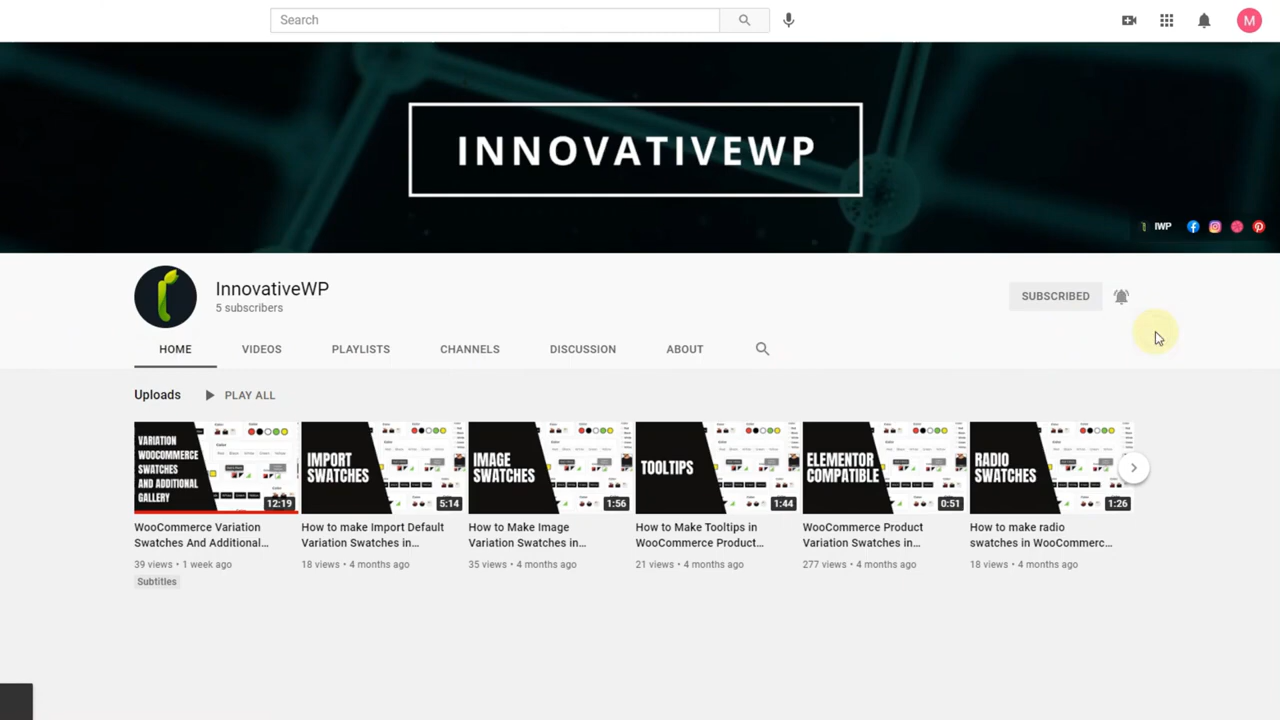 Search
M
INNOVATIVEWP
IWP
InnovativeWP
5 subscribers
SUBSCRIBED
HOME VIDEOS PLAYLISTS CHANNELS DISCUSSION ABOUT
Uploads PLAY ALL
VARIATION
WOOCOMMERCE
SWATCHES
AND ADDITIONAL
GALLERY
12:19
IMPORT
SWATCHES
5:14
IMAGE
SWATCHES
1:56
TOOLTIPS
1:44
ELEMENTOR
COMPATIBLE
0:51
RADIO
SWATCHES
1:26
WooCommerce Variation
Swatches And Additional...
39 views • 1 week ago
Subtitles
How to make Import Default
Variation Swatches in...
18 views • 4 months ago
How to Make Image
Variation Swatches in...
35 views • 4 months ago
How to Make Tooltips in
WooCommerce Product...
21 views • 4 months ago
WooCommerce Product
Variation Swatches in...
277 views • 4 months ago
How to make radio
swatches in WooCommerc...
18 views • 4 months ago